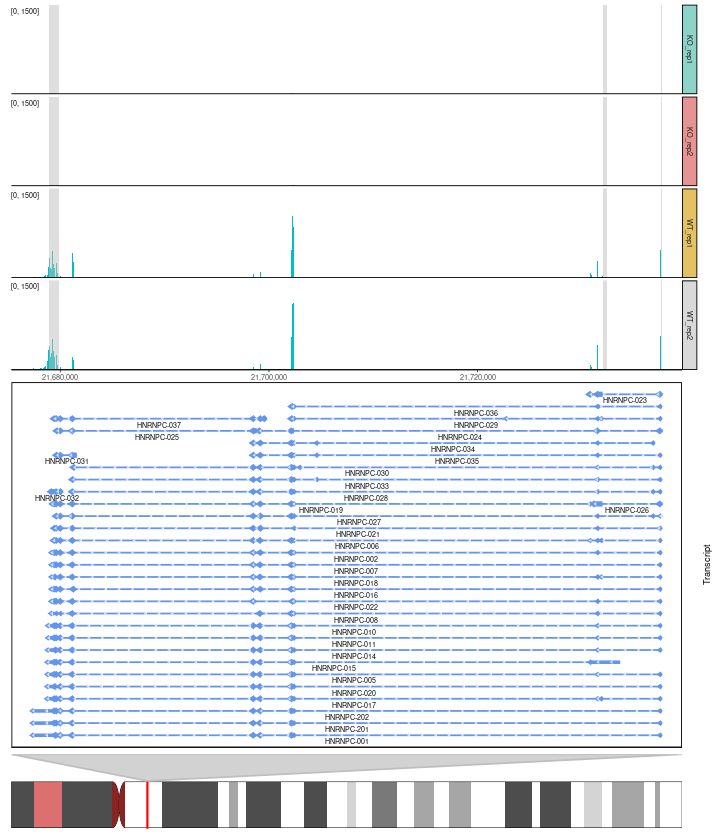 [0, 1500]
KO_rep1
[0, 1500]
KO_rep2
[0, 1500]
WT_rep1
[0, 1500]
WT_rep2
21,680,000 21,700,000 21,720,000
HNRNPC-023
HNRNPC-036
HNRNPC-037 HNRNPC-029
HNRNPC-025 HNRNPC-024
HNRNPC-034
HNRNPC-031 HNRNPC-035
HNRNPC-030
HNRNPC-033
HNRNPC-032 HNRNPC-028
HNRNPC-019 HNRNPC-026
HNRNPC-027
HNRNPC-021
HNRNPC-006
HNRNPC-002
HNRNPC-007
HNRNPC-018
HNRNPC-016
HNRNPC-022
HNRNPC-008
HNRNPC-010
HNRNPC-011
HNRNPC-014
HNRNPC-015
HNRNPC-005
HNRNPC-020
HNRNPC-017
HNRNPC-202
HNRNPC-201
HNRNPC-001
Transcript